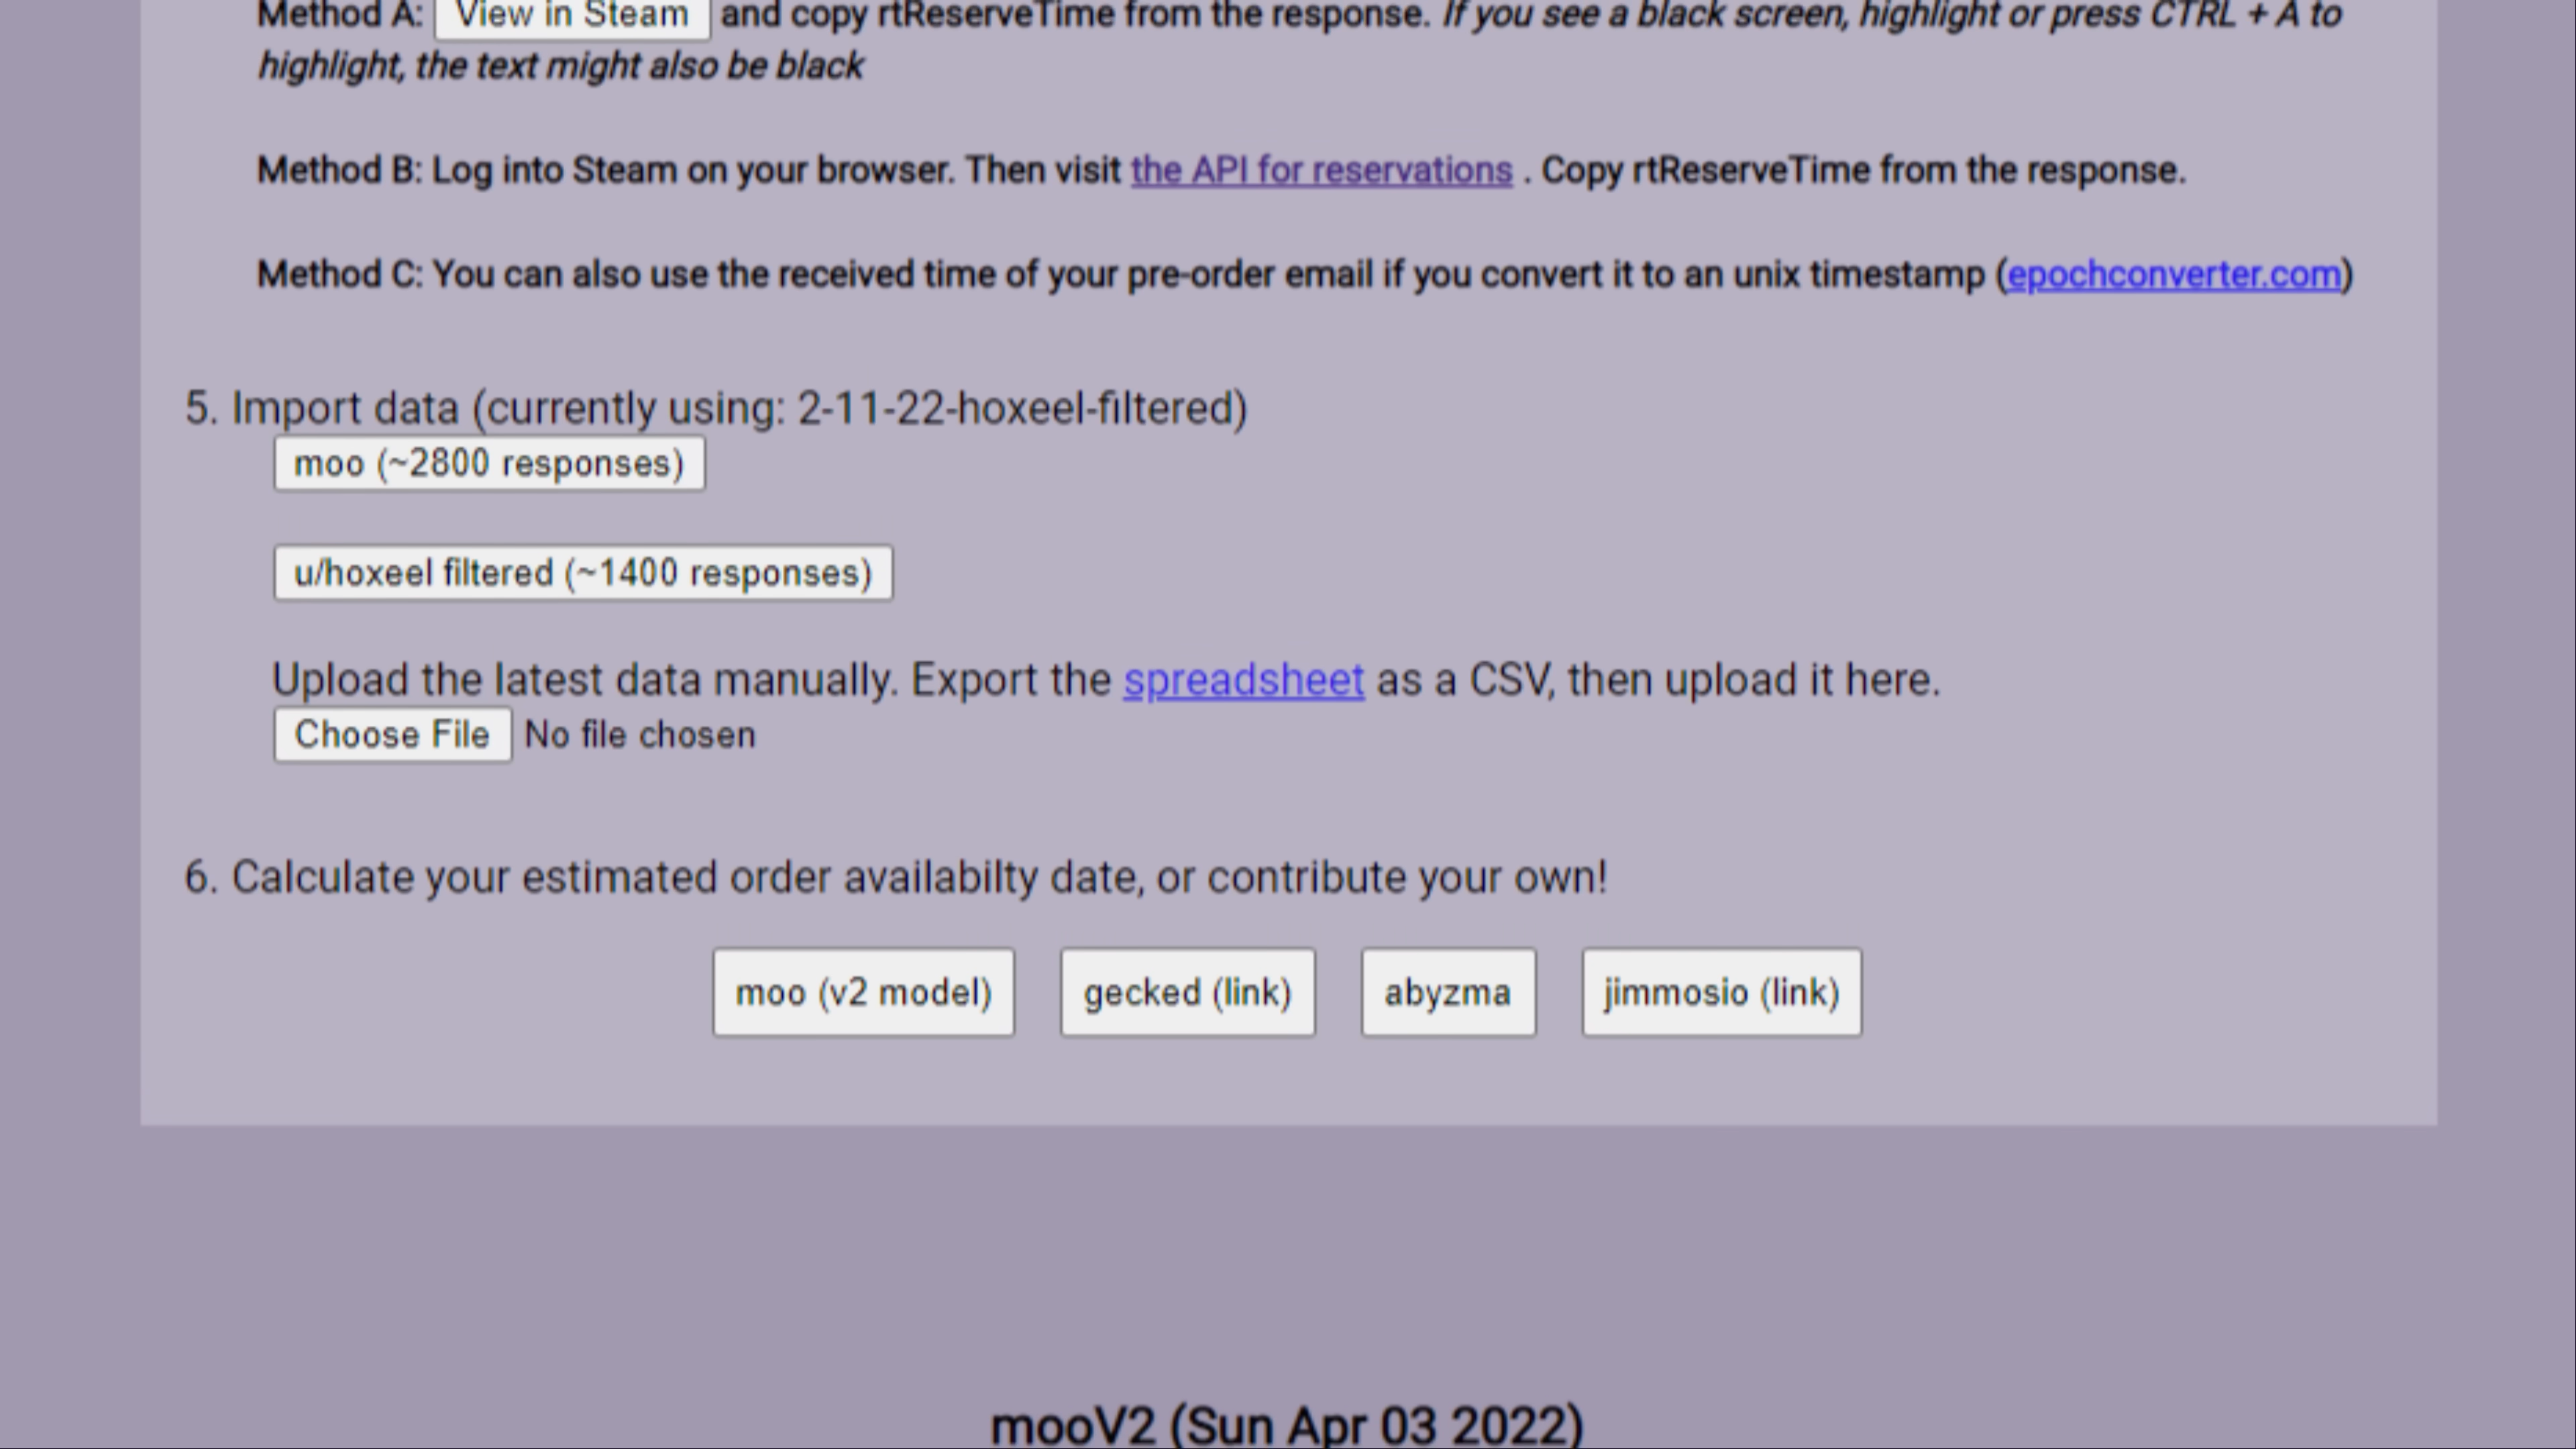 Method A: View in Steam and copy rtReserveTime from the response. If you see a black screen, highlight or press CTRL + A to
highlight, the text might also be black
Method B: Log into Steam on your browser. Then visit the API for reservations . Copy rtReserveTime from the response.
Method C: You can also use the received time of your pre-order email if you convert it to an unix timestamp (epochconverter.com)
5. Import data (currently using: 2-11-22-hoxeel-filtered)
moo (~2800 responses)
u/hoxeel filtered (~1400 responses)
Upload the latest data manually. Export the spreadsheet as a CSV, then upload it here.
Choose File No file chosen
6. Calculate your estimated order availabilty date, or contribute your own!
moo (v2 model) gecked (link) abyzma jimmosio (link)
mooV2 (Sun Apr 03 2022)